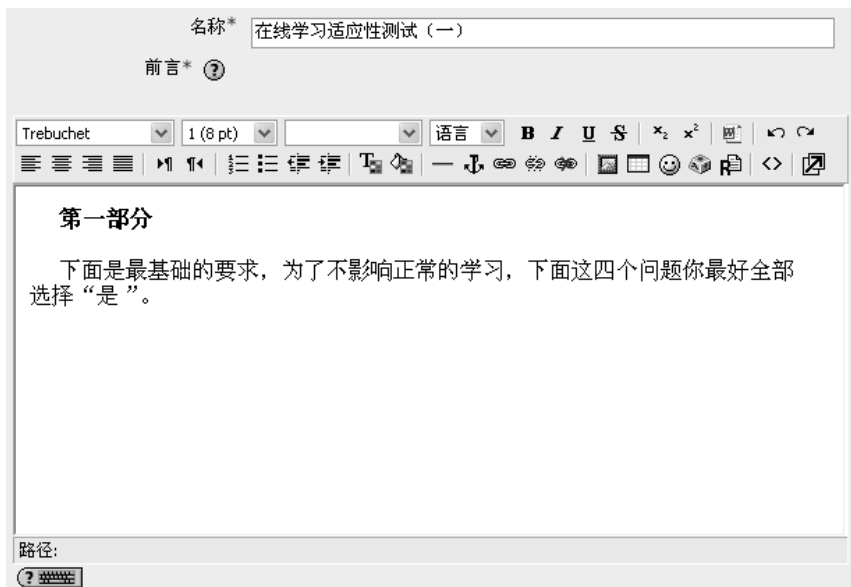 名称* 在线学习适应性测试（一）
前言*
Trebuchet 1 (8 pt) 语言 B I U S x₂ x²
第一部分
下面是最基础的要求，为了不影响正常的学习，下面这四个问题你最好全部
选择“是 ”。
路径: